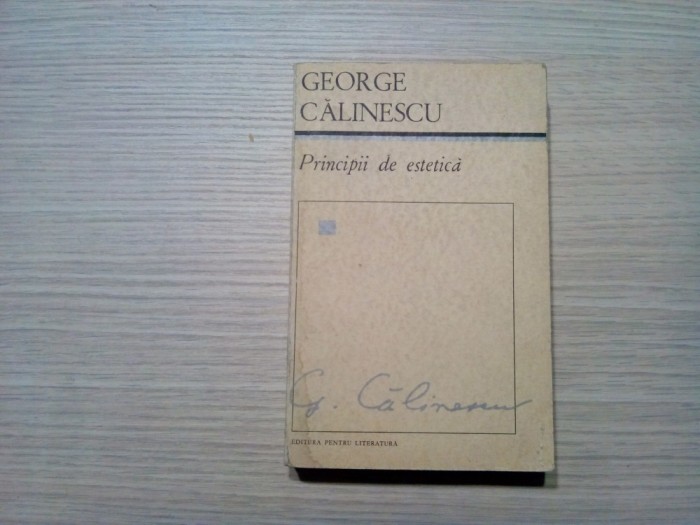 GEORGE
CĂLINESCU
Principii de estetică
G. Călinescu
EDITURA PENTRU LITERATURĂ